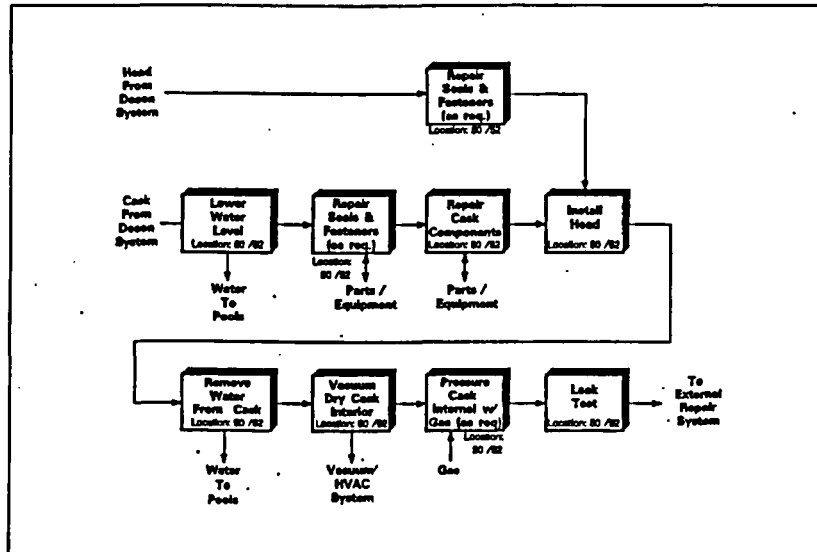 Head
From
Decon
System
Repair
Seals &
Fasteners
(as req.)
Location: 80 /82
Cask
From
Decon
System
Lower
Water
Level
Location: 80 /82
Repair
Seals &
Fasteners
(as req.)
Location:
80 /82
Repair
Cask
Components
Location: 80 /82
Install
Head
Location: 80 /82
Water
To
Pools
Parts /
Equipment
Parts /
Equipment
Remove
Water
From Cask
Location: 80 /82
Vacuum
Dry Cask
Interior
Location: 80 /82
Pressure
Cask
Internal w/
Gas (as req)
Location:
80 /82
Leak
Test
Location: 80 /82
To
External
Repair
System
Water
To
Pools
Vacuum/
HVAC
System
Gas